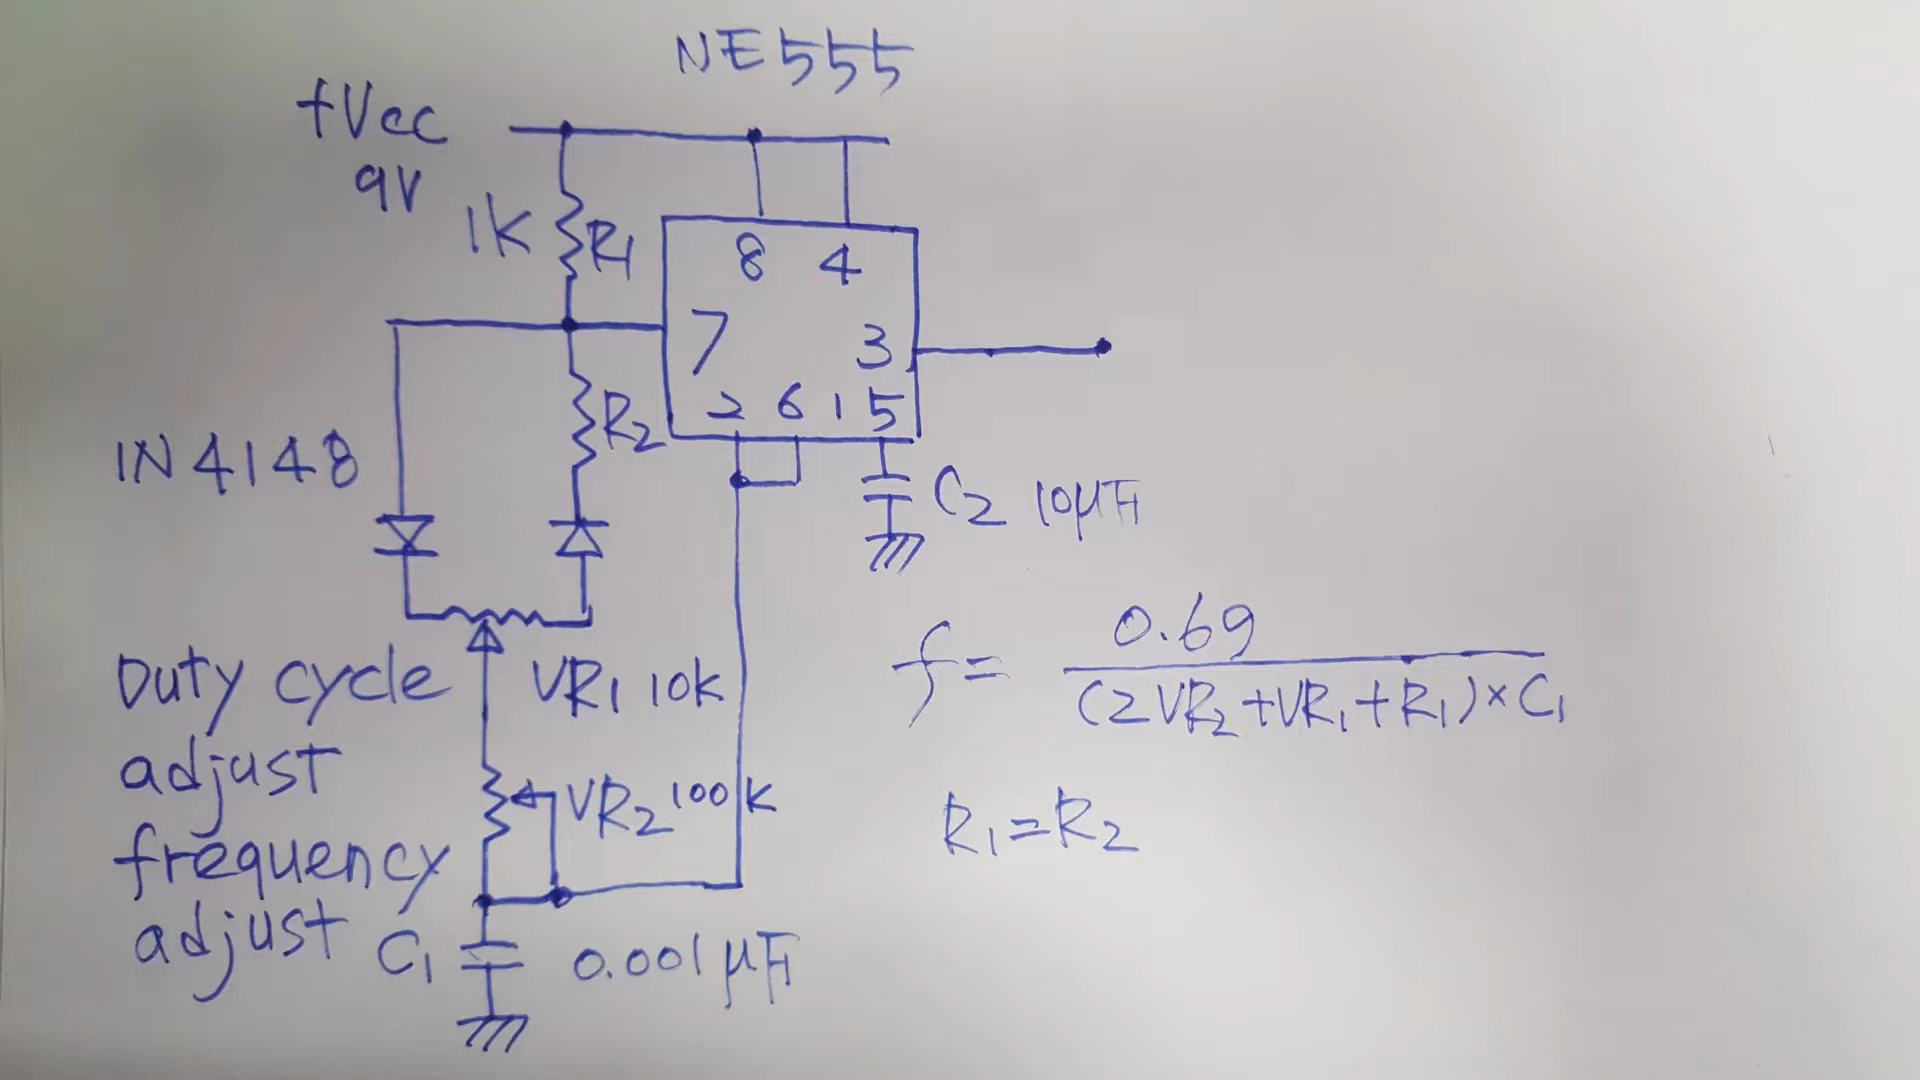 NE555
+Vcc
9V
1K R1
8 4
7
3
2 6 1 5
R2
1N4148
C2 10μF
Duty cycle
adjust
VR1 10K
f= 0.69
(2VR2+VR1+R1)×C1
R1=R2
VR2 100K
frequency
adjust
C1 0.001μF